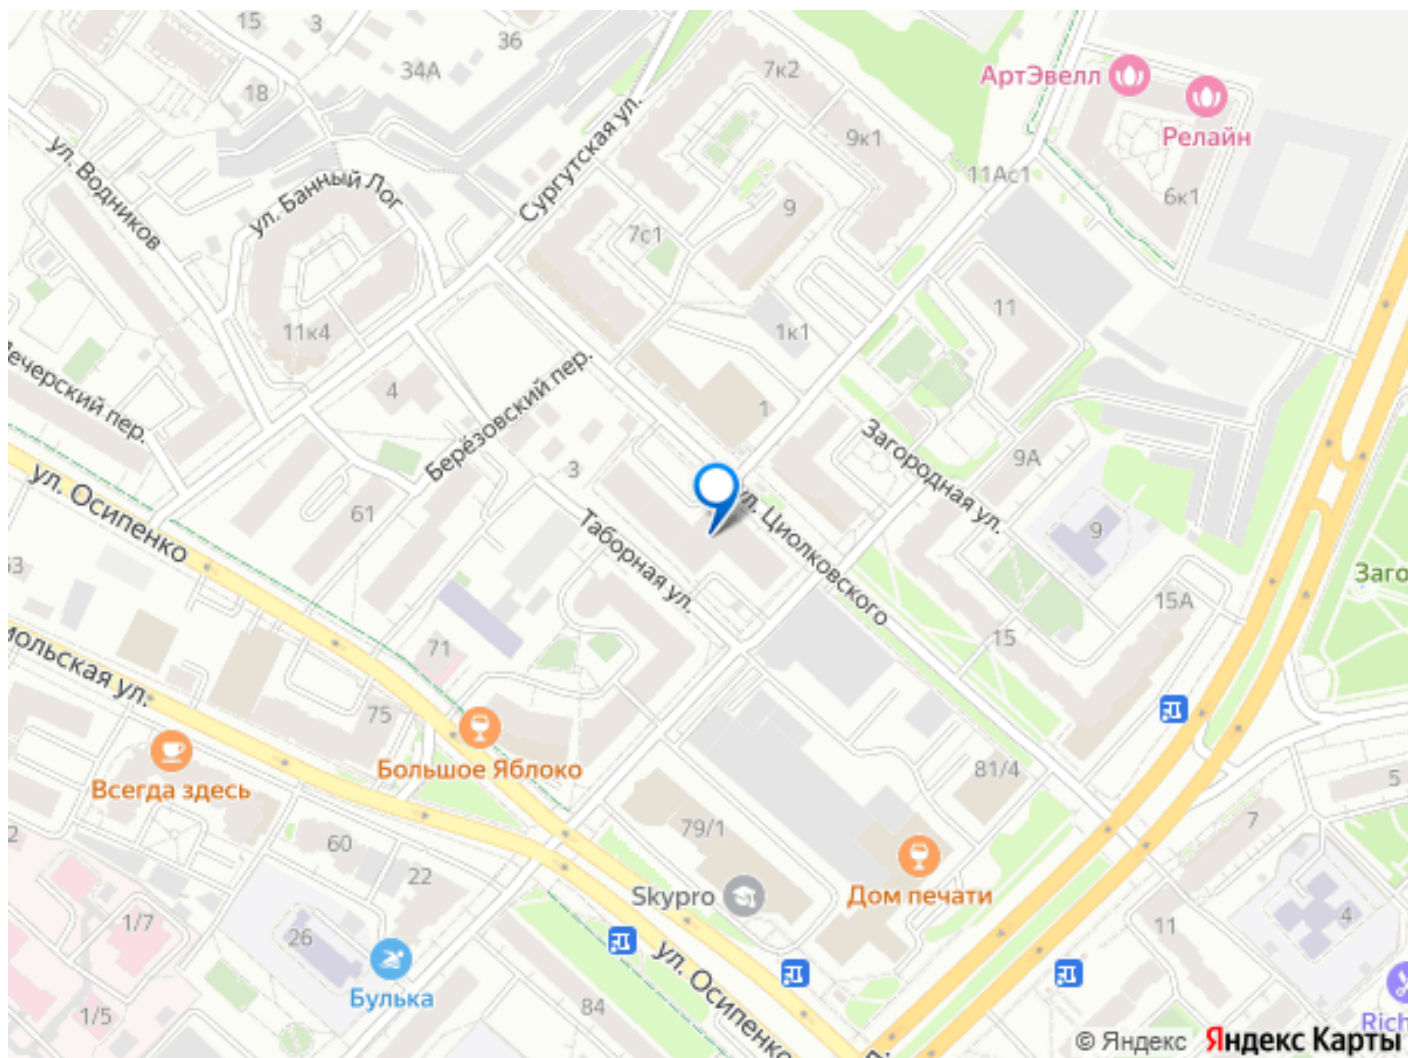 15
3
36
34А
18
7к2
9к1
АртЭвелл
Релайн
11Ас1
6к1
ул. Водников
ул. Банный Лог
Сургутская ул.
9
7с1
11
1к1
11к4
4
Берёзовский пер.
ечерский пер.
1
Загородная ул.
9А
3
61
ул. Осипенко
ул. Циолковского
9
Таборная ул.
Заго
15А
15
71
мольская ул.
75
Большое Яблоко
Всегда здесь
81/4
5
7
79/1
60
22
Skypro
Дом печати
1/7
26
11
4
Булька
84
ул. Осипенко
1/5
Rich
© Яндекс Яндекс Карты